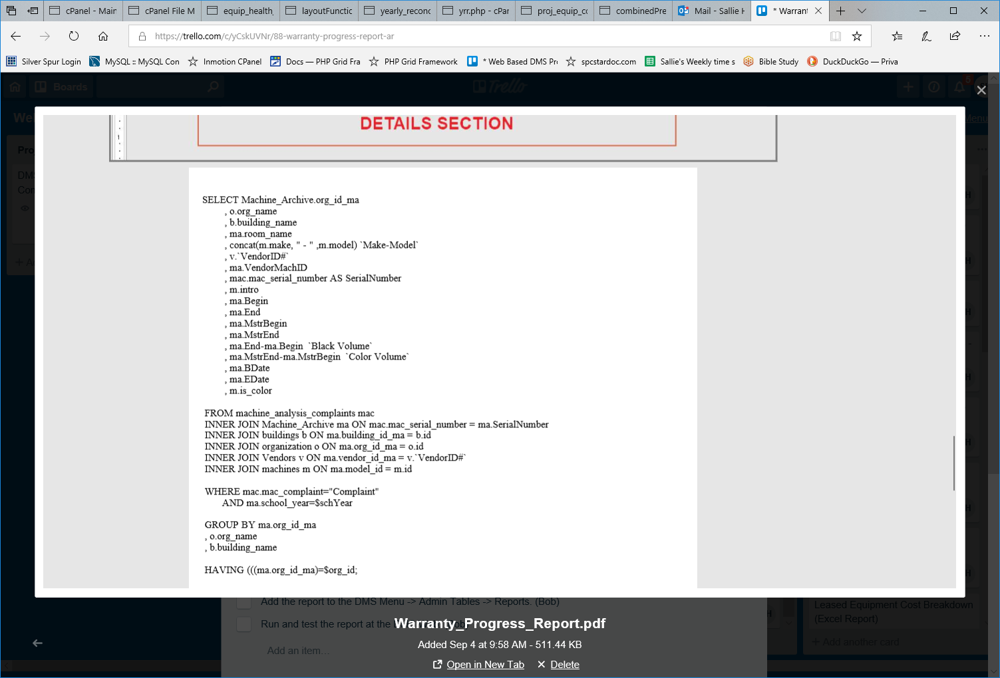 cPanel - Main
cPanel File M
equip_health_
layoutFunctic
yearly_reconc
yrr.php - cPar
proj_equip_cc
combinedPre
Mail - Sallie H
* Warrant
https://trello.com/c/yCskUVNr/88-warranty-progress-report-ar
Silver Spur Login
MySQL :: MySQL Con
Inmotion CPanel
Docs — PHP Grid Fra
PHP Grid Framework
* Web Based DMS Pr
spcstardoc.com
Sallie's Weekly time s
Bible Study
DuckDuckGo — Priva
Boards
Trello
5
Wel
Menu
Pro
DMS
Con
DETAILS SECTION
1
SELECT Machine_Archive.org_id_ma
, o.org_name
, b.building_name
, ma.room_name
, concat(m.make, " - " ,m.model) `Make-Model`
, v.`VendorID#`
, ma.VendorMachID
, mac.mac_serial_number AS SerialNumber
, m.intro
, ma.Begin
, ma.End
, ma.MstrBegin
, ma.MstrEnd
, ma.End-ma.Begin `Black Volume`
, ma.MstrEnd-ma.MstrBegin `Color Volume`
, ma.BDate
, ma.EDate
, m.is_color
FROM machine_analysis_complaints mac
INNER JOIN Machine_Archive ma ON mac.mac_serial_number = ma.SerialNumber
INNER JOIN buildings b ON ma.building_id_ma = b.id
INNER JOIN organization o ON ma.org_id_ma = o.id
INNER JOIN Vendors v ON ma.vendor_id_ma = v.`VendorID#`
INNER JOIN machines m ON ma.model_id = m.id
WHERE mac.mac_complaint="Complaint"
AND ma.school_year=$schYear
GROUP BY ma.org_id_ma
, o.org_name
, b.building_name
HAVING (((ma.org_id_ma)=$org_id;
Add the report to the DMS Menu -> Admin Tables -> Reports. (Bob)
Run and test the report at the
Add an item...
Leased Equipment Cost Breakdown
(Excel Report)
+ Add another card
Warranty_Progress_Report.pdf
Added Sep 4 at 9:58 AM - 511.44 KB
Open in New Tab
Delete